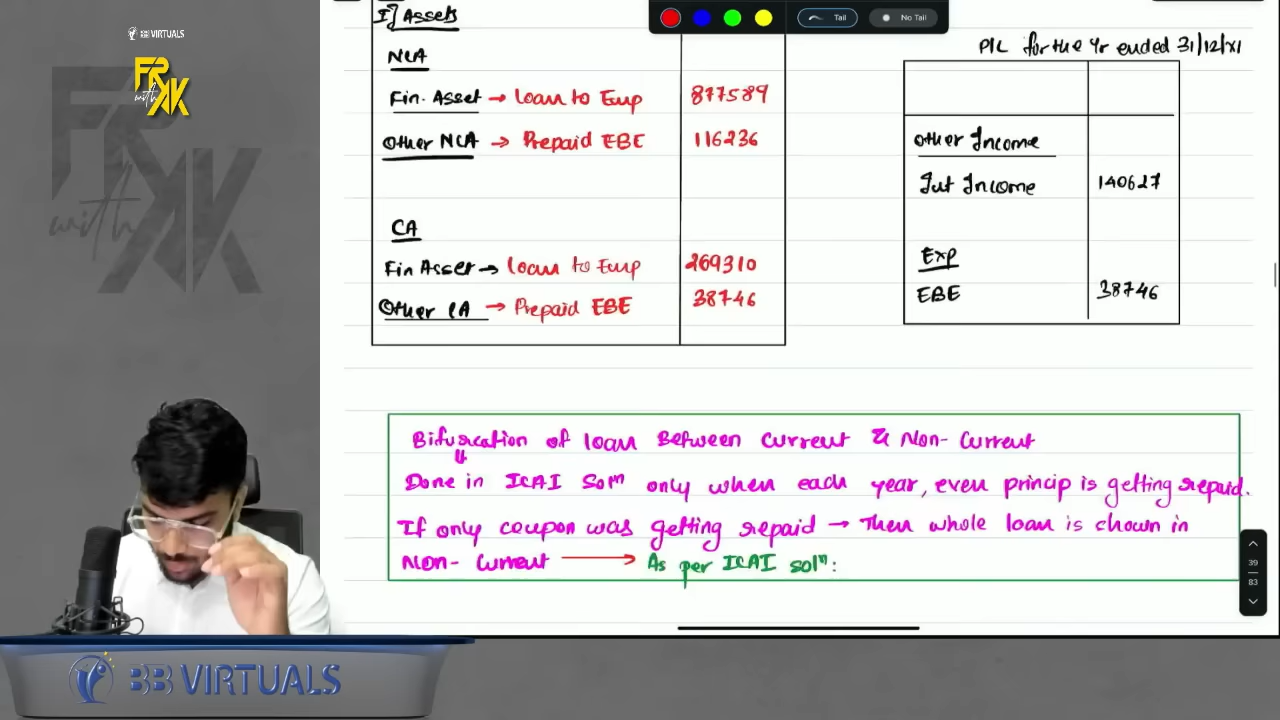 I] Assets
NCA
Fin. Asset → Loan to Emp 877589
Other NCA → Prepaid EBE 116236
CA
Fin Asset → Loan to Emp 269310
Other CA → Prepaid EBE 38746
Tail
No Tail
P/L for the Yr ended 31/12/X1
Other Income
Int Income 140627
Exp
EBE 38746
Bifurcation of loan Between Current & Non-Current
Done in ICAI Solⁿ only when each year, even princip is getting repaid.
If only coupon was getting repaid → Then whole loan is shown in
Non-Current → As per ICAI solⁿ:
39
83
BB VIRTUALS
FR
with
AK
BB VIRTUALS